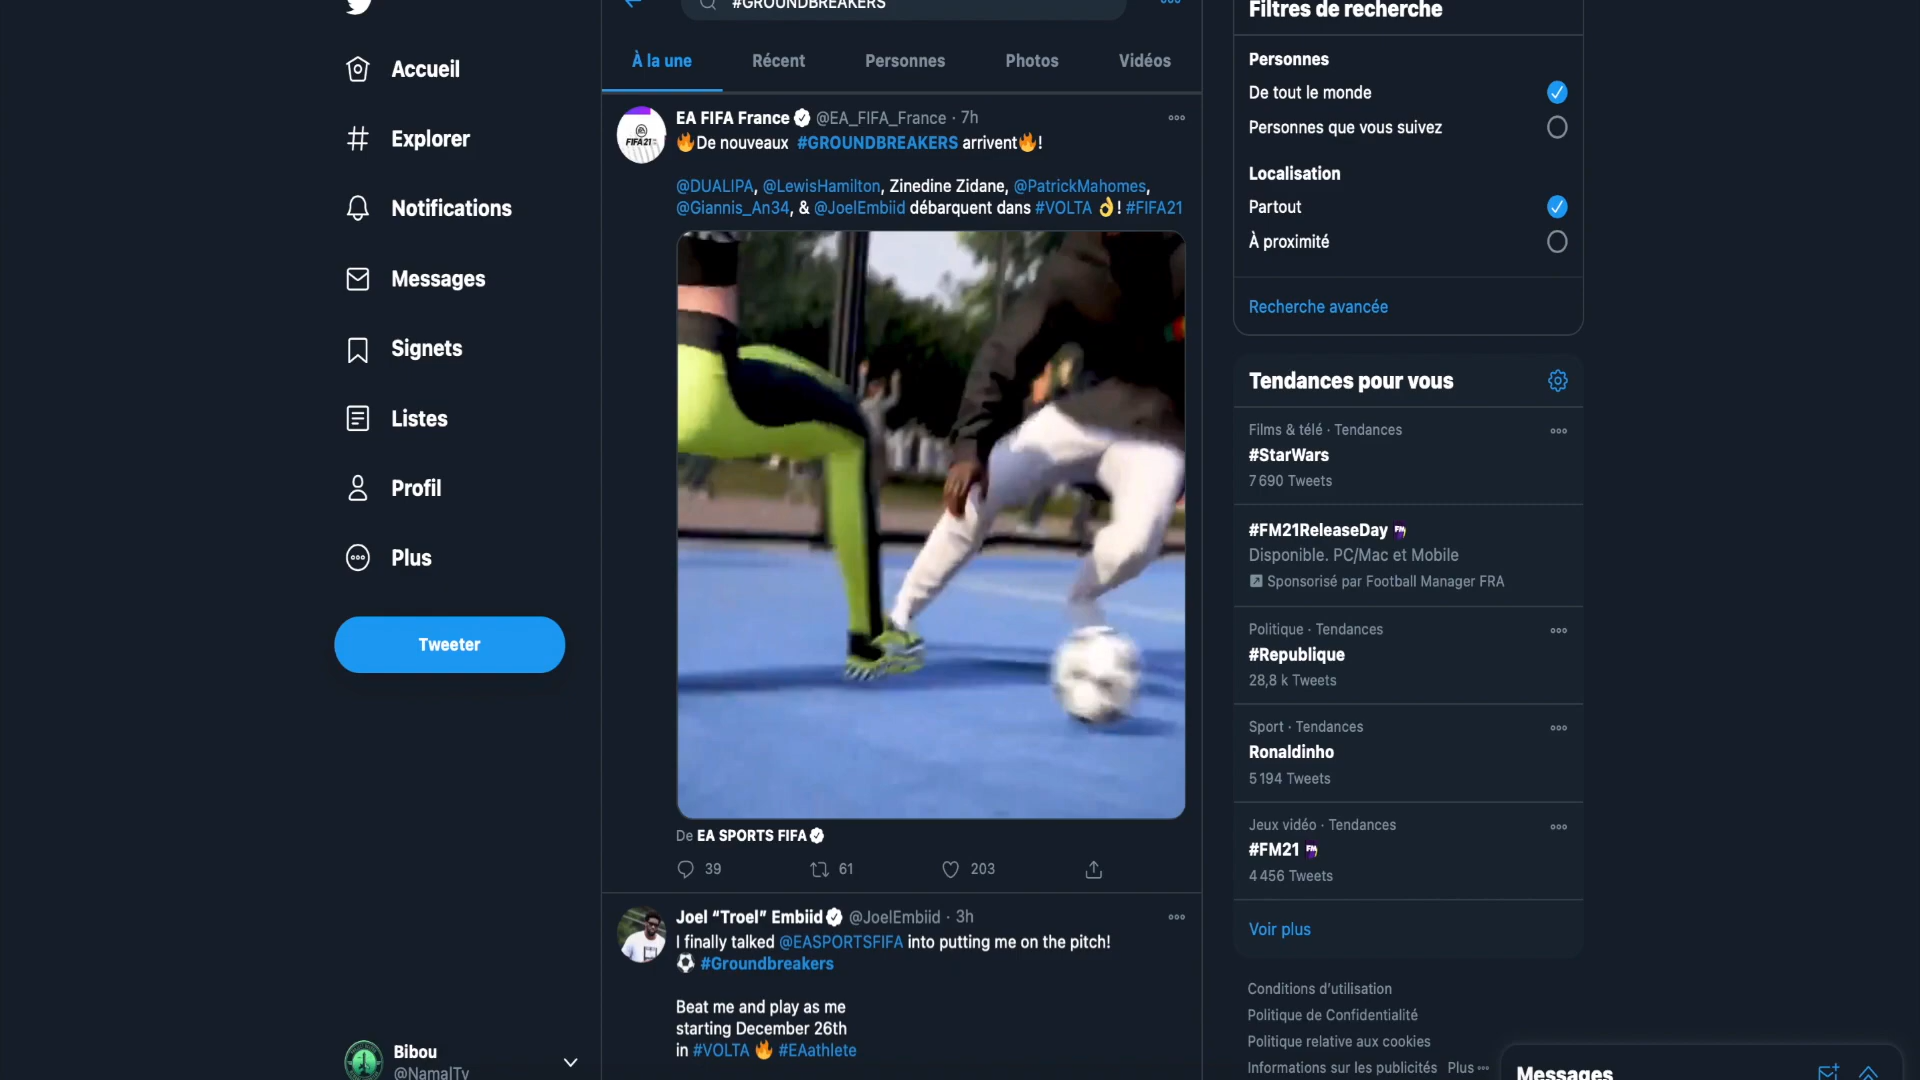 #GROUNDBREAKERS
Accueil
Explorer
Notifications
Messages
Signets
Listes
Profil
Plus
Tweeter
Bibou
@NamalTv
À la une
Récent
Personnes
Photos
Vidéos
FIFA21
EA FIFA France @EA_FIFA_France · 7h
🔥De nouveaux #GROUNDBREAKERS arrivent🔥!
@DUALIPA, @LewisHamilton, Zinedine Zidane, @PatrickMahomes,
@Giannis_An34, & @JoelEmbiid débarquent dans #VOLTA 👌! #FIFA21
De EA SPORTS FIFA
39
61
203
Joel “Troel” Embiid @JoelEmbiid · 3h
I finally talked @EASPORTSFIFA into putting me on the pitch!
⚽ #Groundbreakers
Beat me and play as me
starting December 26th
in #VOLTA 🔥 #EAathlete
Filtres de recherche
Personnes
De tout le monde
Personnes que vous suivez
Localisation
Partout
À proximité
Recherche avancée
Tendances pour vous
Films & télé · Tendances
#StarWars
7 690 Tweets
#FM21ReleaseDay
Disponible. PC/Mac et Mobile
Sponsorisé par Football Manager FRA
Politique · Tendances
#Republique
28,8 k Tweets
Sport · Tendances
Ronaldinho
5 194 Tweets
Jeux vidéo · Tendances
#FM21
4 456 Tweets
Voir plus
Conditions d’utilisation
Politique de Confidentialité
Politique relative aux cookies
Informations sur les publicités Plus
Messages